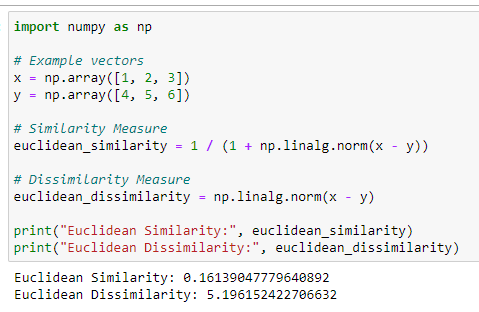 import numpy as np
# Example vectors
x = np.array([1, 2, 3])
y = np.array([4, 5, 6])
# Similarity Measure
euclidean_similarity = 1 / (1 + np.linalg.norm(x - y))
# Dissimilarity Measure
euclidean_dissimilarity = np.linalg.norm(x - y)
print("Euclidean Similarity:", euclidean_similarity)
print("Euclidean Dissimilarity:", euclidean_dissimilarity)
Euclidean Similarity: 0.16139047779640892
Euclidean Dissimilarity: 5.196152422706632